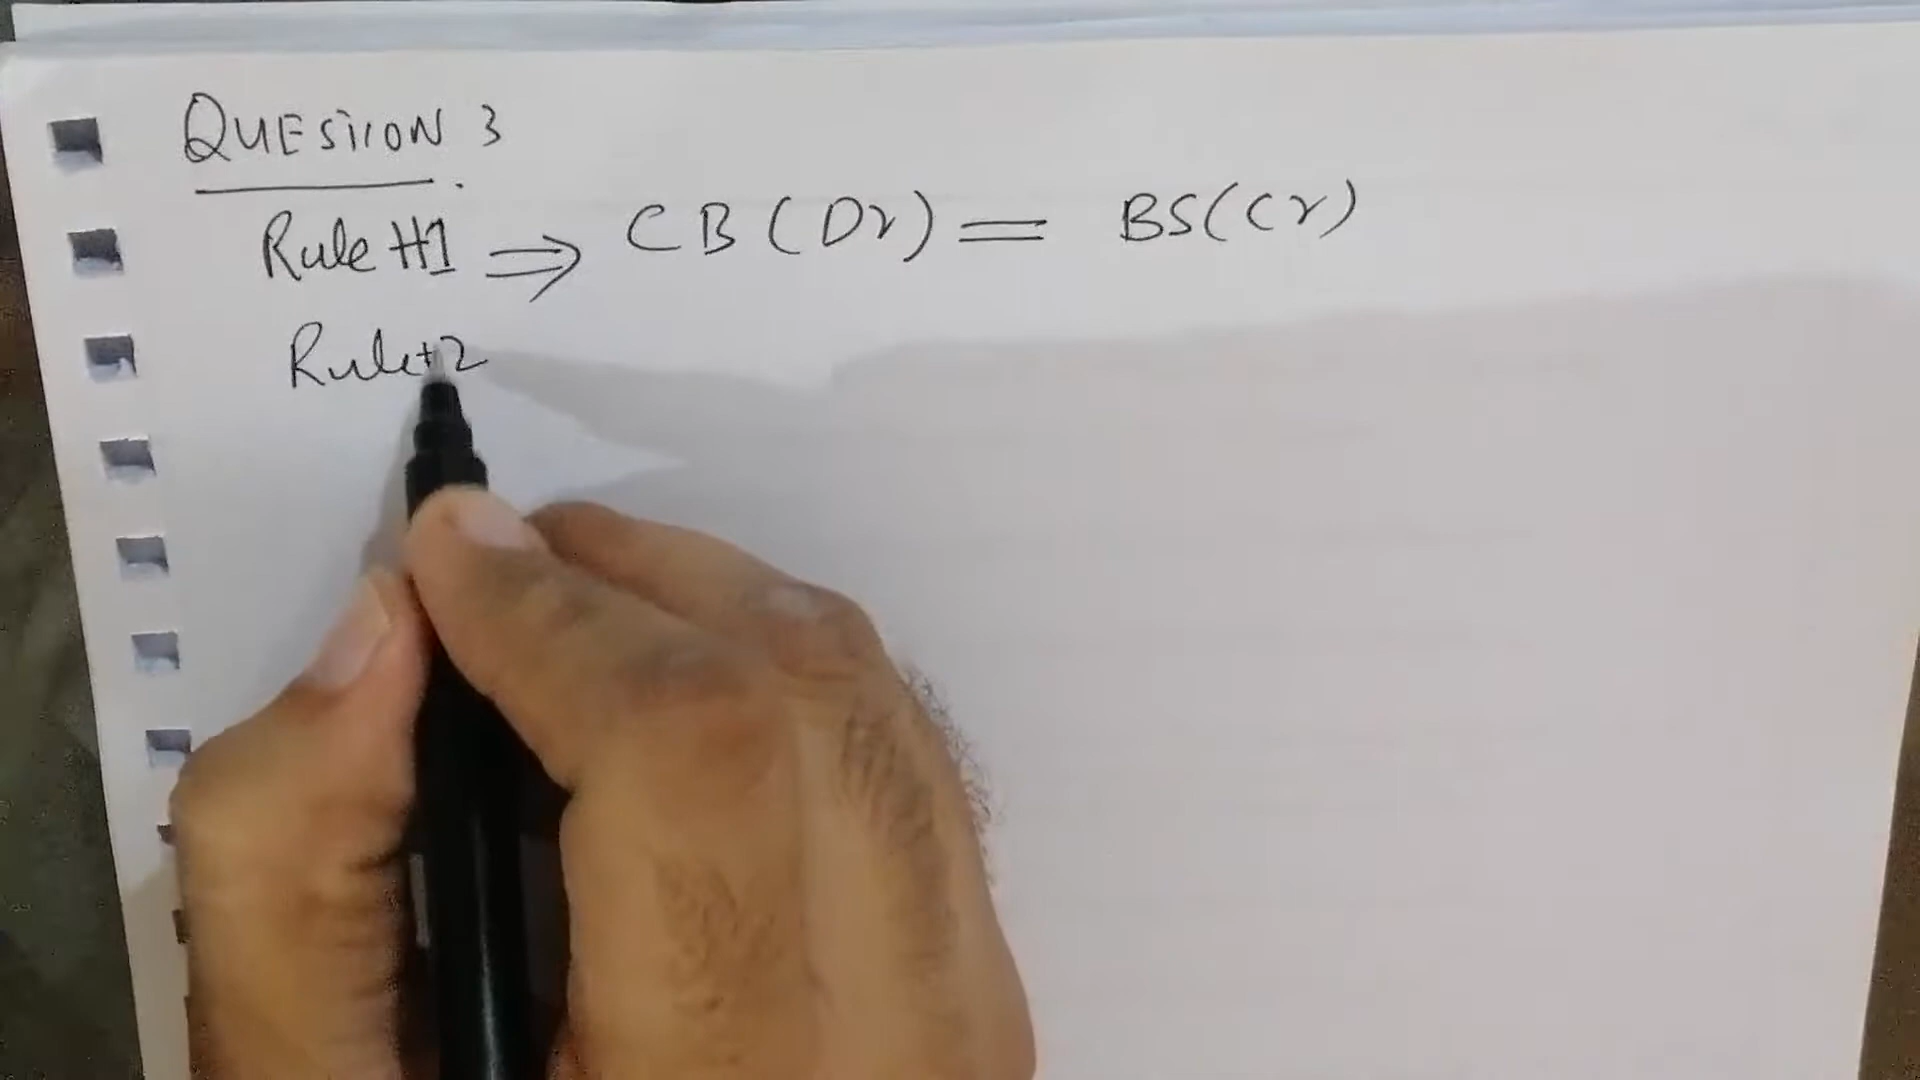 QUESTION 3
Rule #1 ⇒ CB (Dr) = BS (Cr)
Rule #2